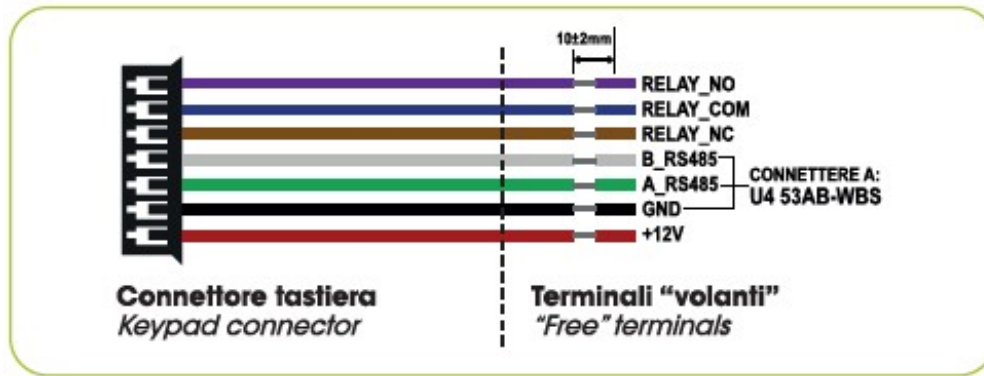 10±2mm
RELAY_NO
RELAY_COM
RELAY_NC
B_RS485
A_RS485
GND
+12V
CONNETTERE A:
U4 53AB-WBS
Connettore tastiera
Keypad connector
Terminali “volanti”
“Free” terminals